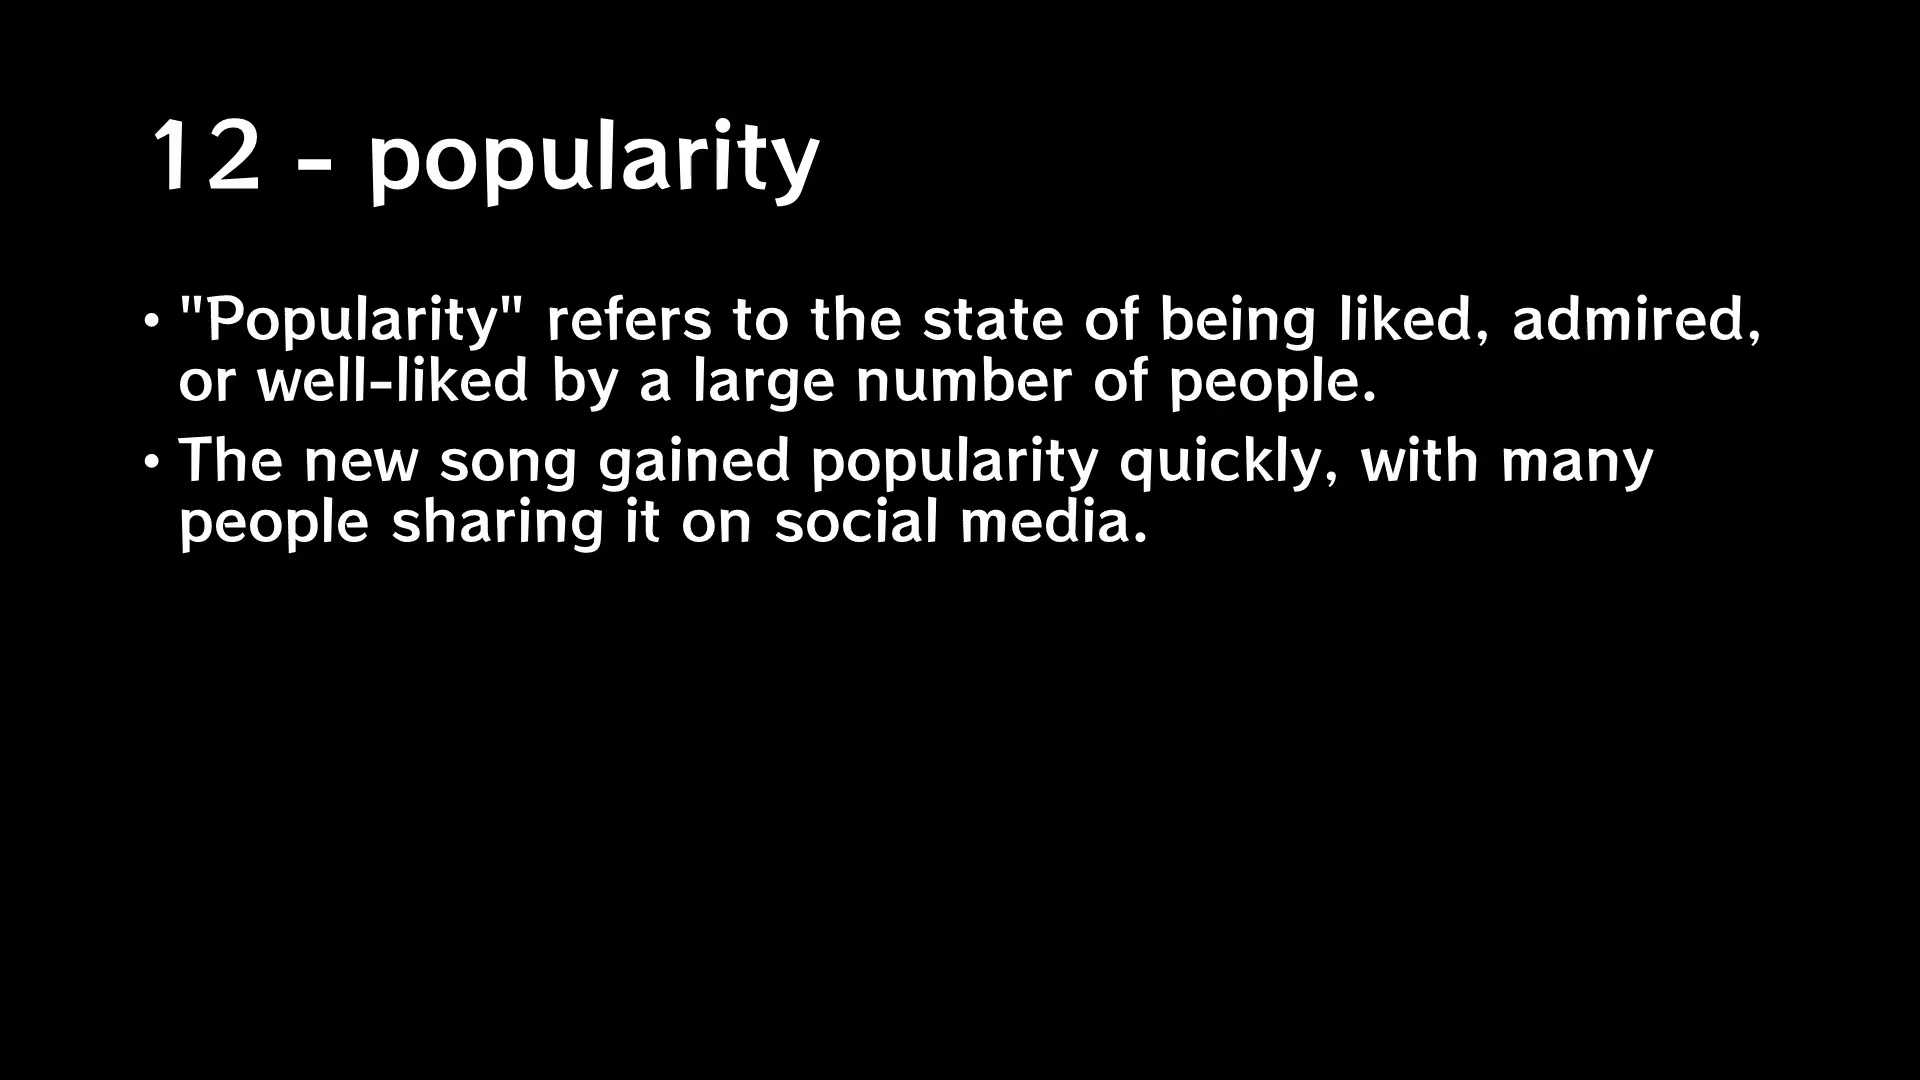 12 - popularity
• "Popularity" refers to the state of being liked, admired,
or well-liked by a large number of people.
• The new song gained popularity quickly, with many
people sharing it on social media.